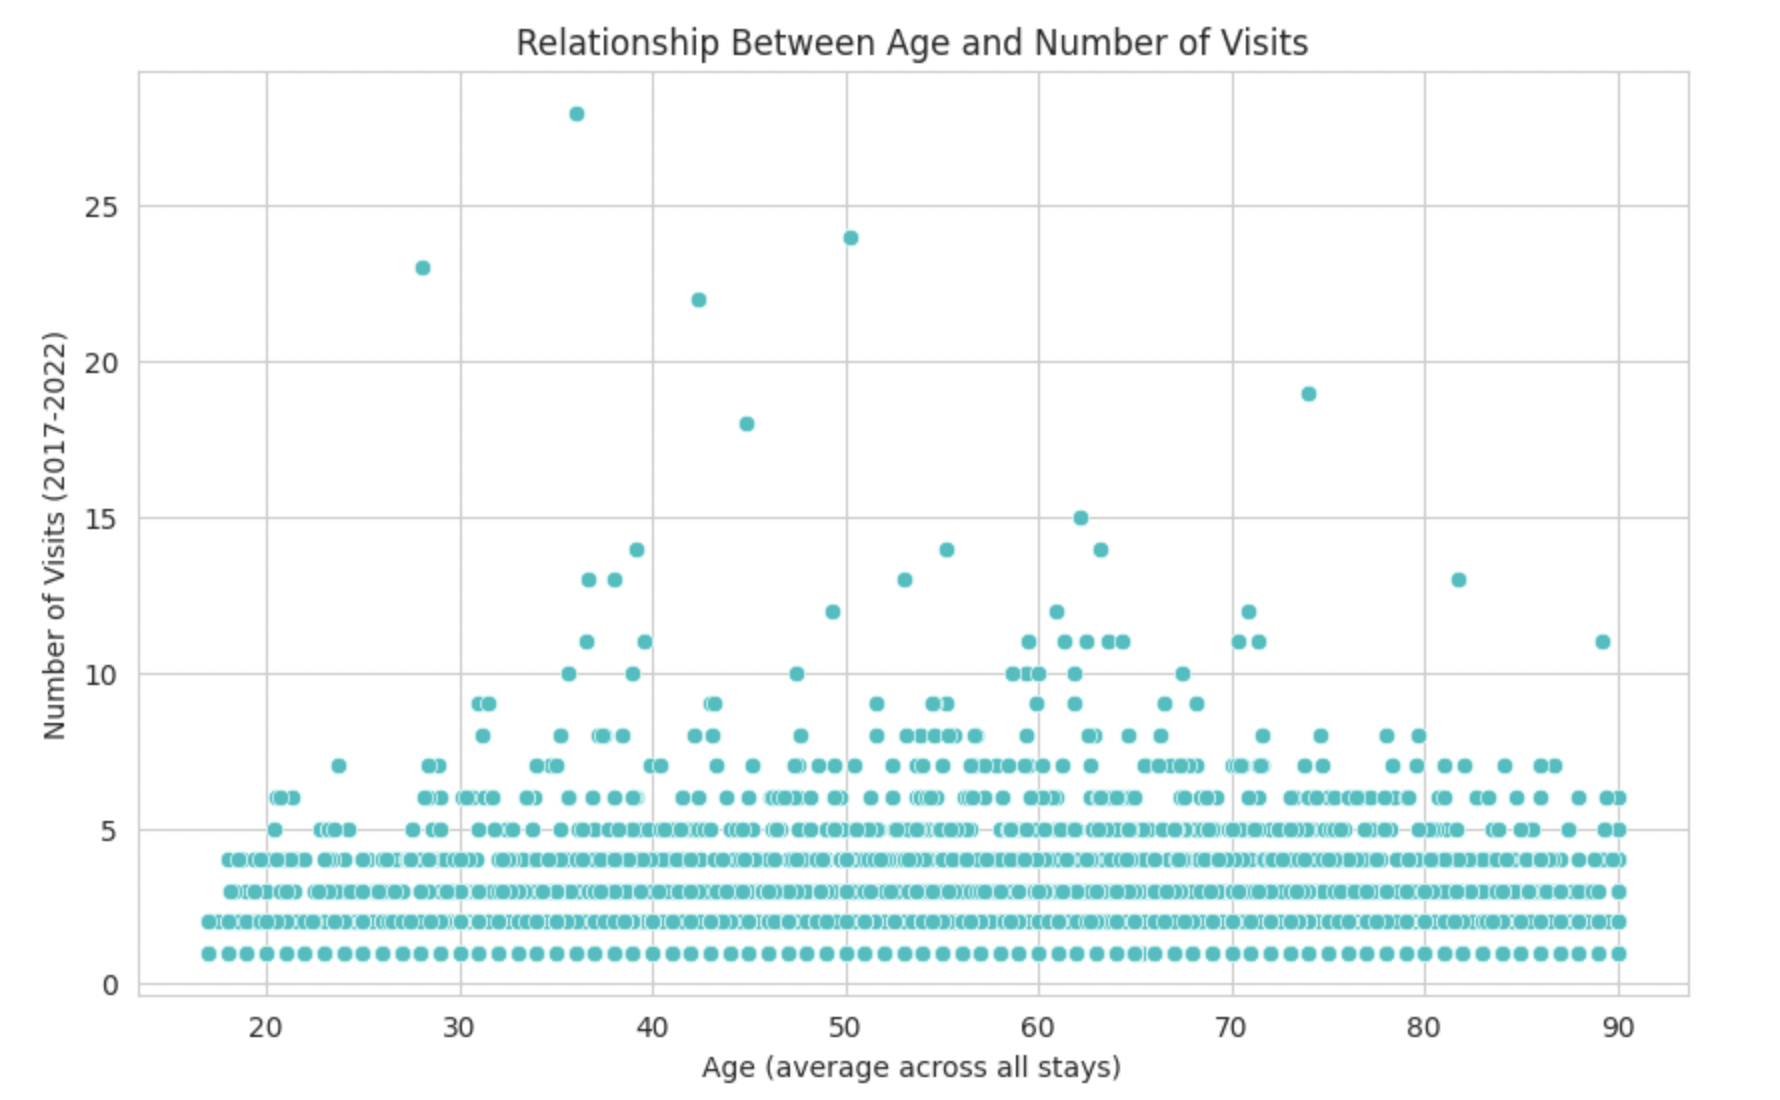 Relationship Between Age and Number of Visits
25
20
15
10
5
0
Number of Visits (2017-2022)
20 30 40 50 60 70 80 90
Age (average across all stays)